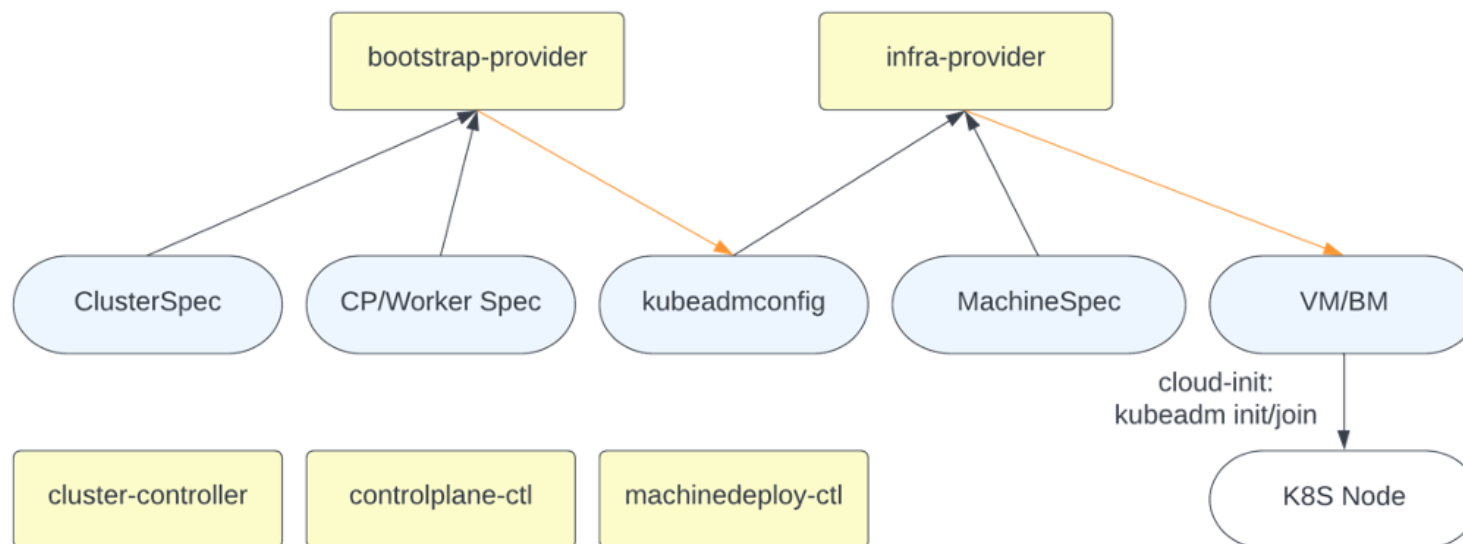 bootstrap-provider
infra-provider
ClusterSpec
CP/Worker Spec
kubeadmconfig
MachineSpec
VM/BM
cloud-init:
kubeadm init/join
cluster-controller
controlplane-ctl
machinedeploy-ctl
K8S Node